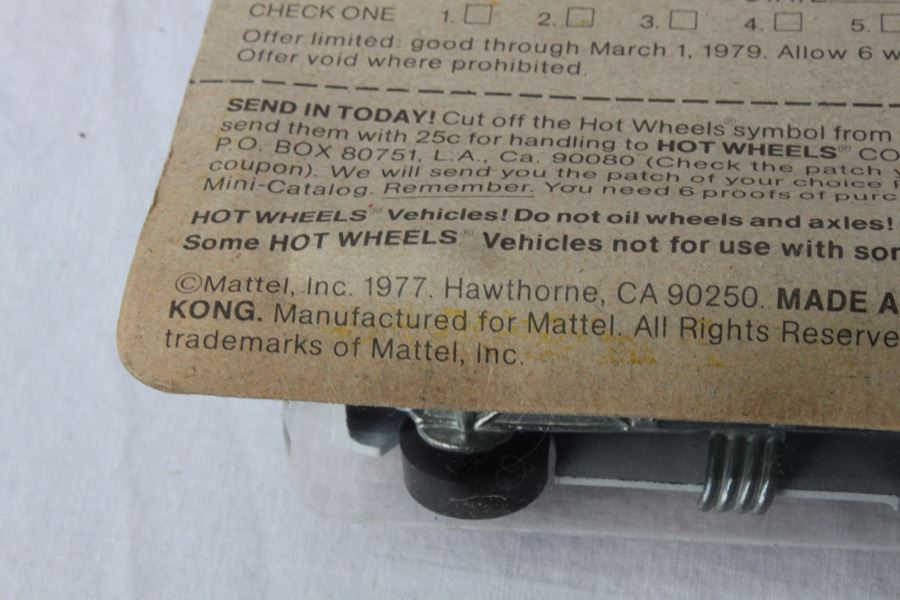 CHECK ONE 1. 2. 3. 4. 5.
Offer limited: good through March 1, 1979. Allow 6 w
Offer void where prohibited.
SEND IN TODAY! Cut off the Hot Wheels® symbol from
send them with 25c for handling to HOT WHEELS® CO
P.O. BOX 80751, L.A., Ca. 90080 (Check the patch y
coupon). We will send you the patch of your choice f
Mini-Catalog. Remember. You need 6 proofs of purc
HOT WHEELS® Vehicles! Do not oil wheels and axles!
Some HOT WHEELS® Vehicles not for use with som
©Mattel, Inc. 1977. Hawthorne, CA 90250. MADE A
KONG. Manufactured for Mattel. All Rights Reserve
trademarks of Mattel, Inc.